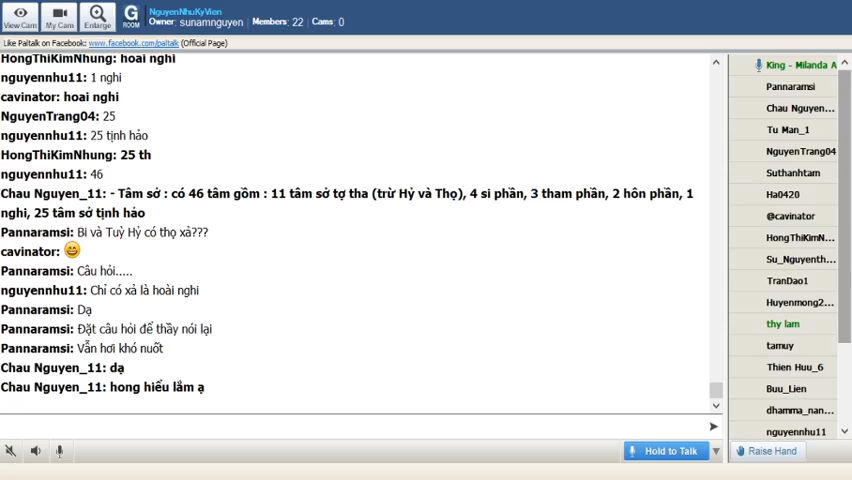 View Cam
My Cam
Enlarge
G
ROOM
NguyenNhuKyVien
Owner: sunamnguyen Members: 22 Cams: 0
Like Paltalk on Facebook: www.facebook.com/paltalk (Official Page)
HongThiKimNhung: hoai nghi
nguyennhu11: 1 nghi
cavinator: hoai nghi
NguyenTrang04: 25
nguyennhu11: 25 tịnh hảo
HongThiKimNhung: 25 th
nguyennhu11: 46
Chau Nguyen_11: - Tâm sở : có 46 tâm gồm : 11 tâm sở tợ tha (trừ Hỷ và Thọ), 4 si phần, 3 tham phần, 2 hôn phần, 1
nghi, 25 tâm sở tịnh hảo
Pannaramsi: Bi và Tuỳ Hỷ có thọ xả???
cavinator:
Pannaramsi: Câu hỏi.....
nguyennhu11: Chỉ có xả là hoài nghi
Pannaramsi: Dạ
Pannaramsi: Đặt câu hỏi để thầy nói lại
Pannaramsi: Vẫn hơi khó nuốt
Chau Nguyen_11: dạ
Chau Nguyen_11: hong hiểu lắm ạ
King - Milanda A
Pannaramsi
Chau Nguyen...
Tu Man_1
NguyenTrang04
Suthanhtam
Ha0420
@cavinator
HongThiKimN...
Su_Nguyenth...
TranDao1
Huyenmong2...
thy lam
tamuy
Thien Huu_6
Buu_Lien
dhamma_nan...
nguyennhu11
Hold to Talk
Raise Hand